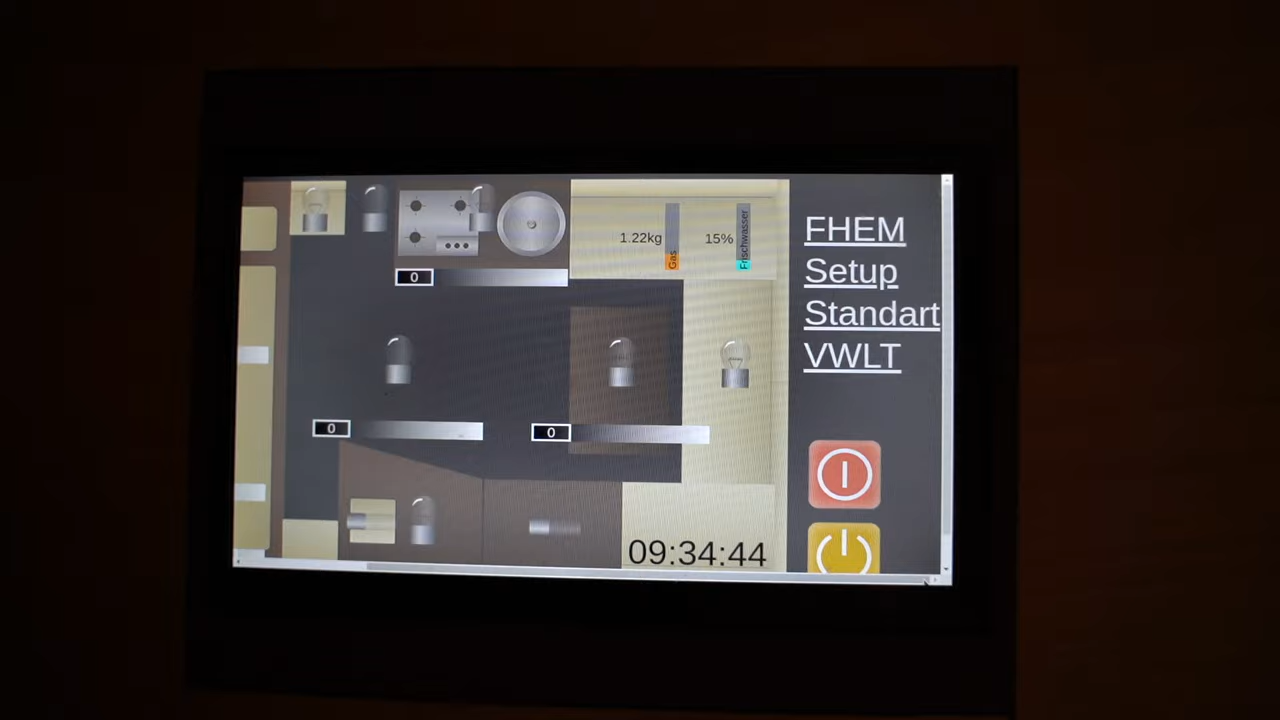 1.22kg
Gas
15%
Frischwasser
0
0
0
09:34:44
FHEM
Setup
Standart
VWLT